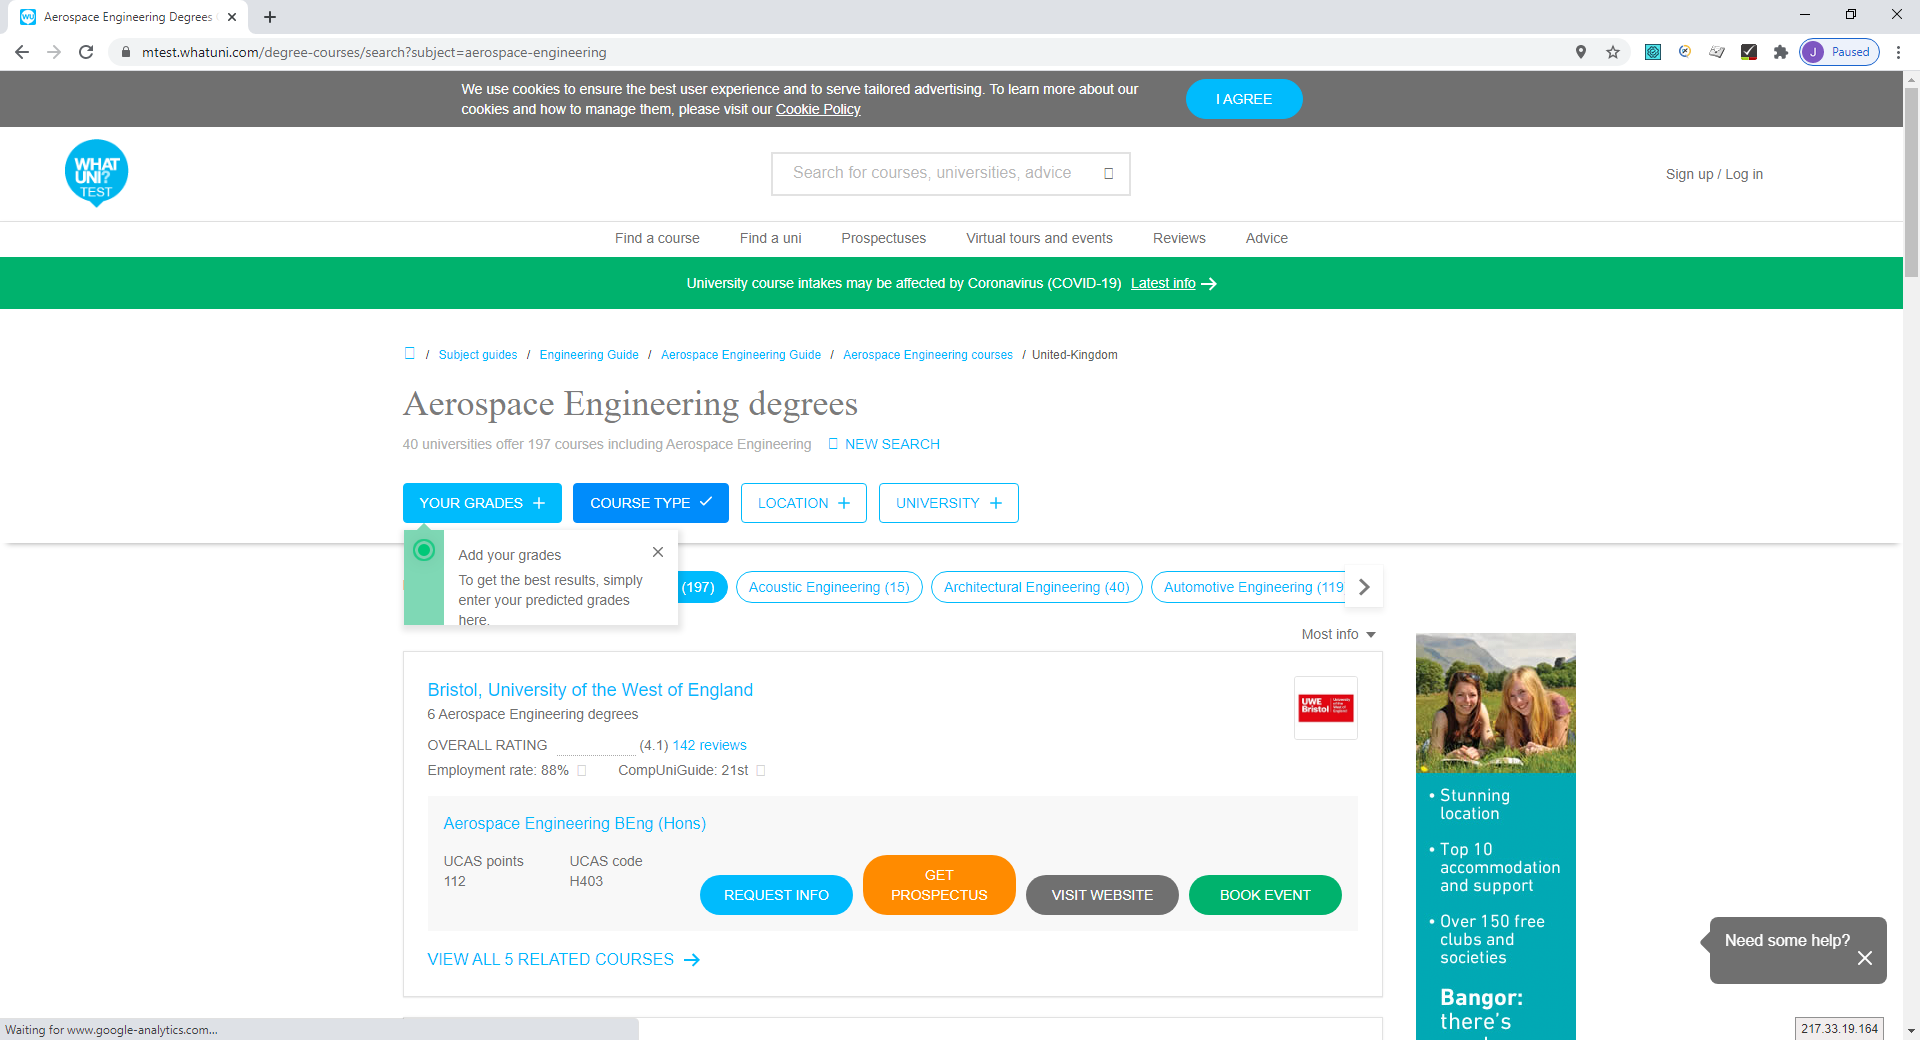 Aerospace Engineering Degrees
mtest.whatuni.com/degree-courses/search?subject=aerospace-engineering
J Paused
We use cookies to ensure the best user experience and to serve tailored advertising. To learn more about our
cookies and how to manage them, please visit our Cookie Policy
I AGREE
WHAT
UNI?
TEST
Search for courses, universities, advice
Sign up / Log in
Find a course Find a uni Prospectuses Virtual tours and events Reviews Advice
University course intakes may be affected by Coronavirus (COVID-19) Latest info
/ Subject guides / Engineering Guide / Aerospace Engineering Guide / Aerospace Engineering courses / United-Kingdom
Aerospace Engineering degrees
40 universities offer 197 courses including Aerospace Engineering NEW SEARCH
YOUR GRADES COURSE TYPE LOCATION UNIVERSITY
Add your grades
To get the best results, simply
enter your predicted grades
here.
(197) Acoustic Engineering (15) Architectural Engineering (40) Automotive Engineering (119
Most info
Bristol, University of the West of England
6 Aerospace Engineering degrees
OVERALL RATING (4.1) 142 reviews
Employment rate: 88% CompUniGuide: 21st
UWE
Bristol
University
of the
West of
England
Aerospace Engineering BEng (Hons)
UCAS points UCAS code
112 H403
REQUEST INFO
GET
PROSPECTUS
VISIT WEBSITE
BOOK EVENT
VIEW ALL 5 RELATED COURSES
• Stunning
location
• Top 10
accommodation
and support
• Over 150 free
clubs and
societies
Bangor:
there's
Need some help?
Waiting for www.google-analytics.com...
217.33.19.164